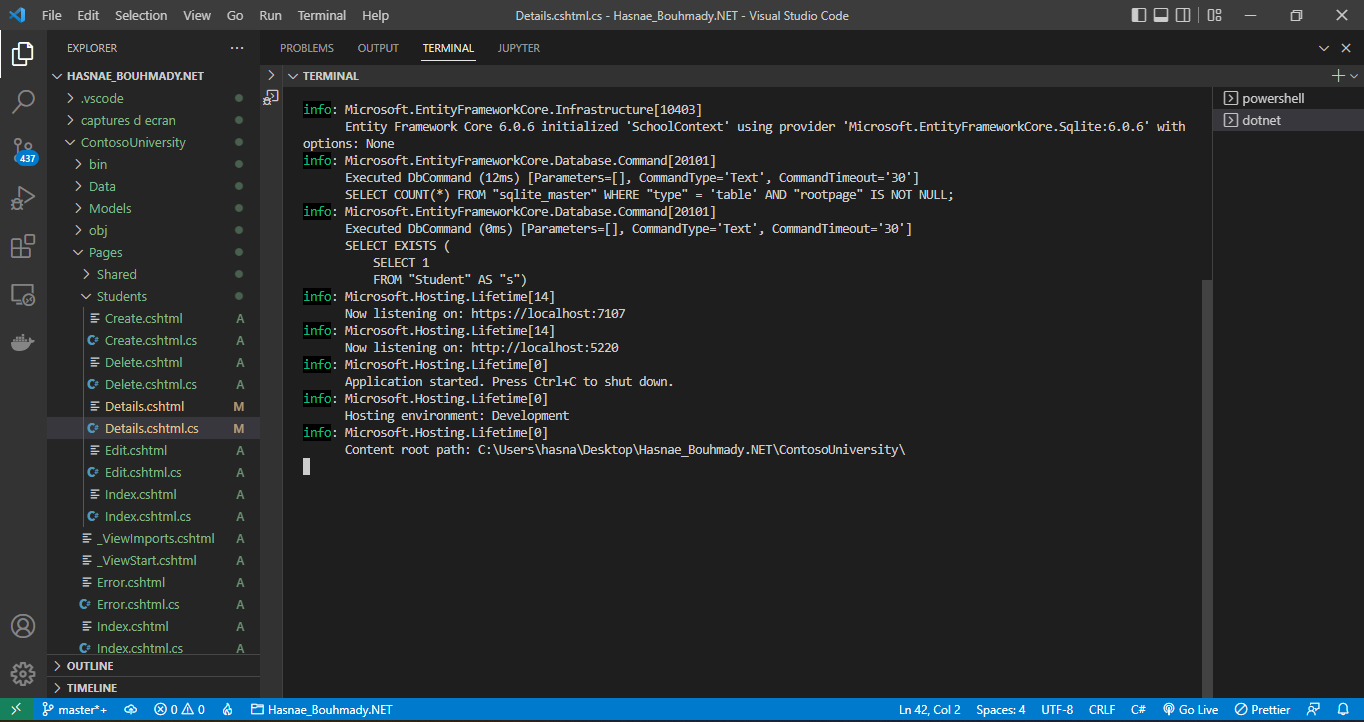 File Edit Selection View Go Run Terminal Help Details.cshtml.cs - Hasnae_Bouhmady.NET - Visual Studio Code
EXPLORER
437
HASNAE_BOUHMADY.NET
.vscode
captures d ecran
ContosoUniversity
bin
Data
Models
obj
Pages
Shared
Students
Create.cshtml A
Create.cshtml.cs A
Delete.cshtml A
Delete.cshtml.cs A
Details.cshtml M
Details.cshtml.cs M
Edit.cshtml A
Edit.cshtml.cs A
Index.cshtml A
Index.cshtml.cs A
_ViewImports.cshtml A
_ViewStart.cshtml A
Error.cshtml A
Error.cshtml.cs A
Index.cshtml A
Index.cshtml.cs A
OUTLINE
TIMELINE
PROBLEMS OUTPUT TERMINAL JUPYTER
TERMINAL
info: Microsoft.EntityFrameworkCore.Infrastructure[10403]
Entity Framework Core 6.0.6 initialized 'SchoolContext' using provider 'Microsoft.EntityFrameworkCore.Sqlite:6.0.6' with
options: None
info: Microsoft.EntityFrameworkCore.Database.Command[20101]
Executed DbCommand (12ms) [Parameters=[], CommandType='Text', CommandTimeout='30']
SELECT COUNT(*) FROM "sqlite_master" WHERE "type" = 'table' AND "rootpage" IS NOT NULL;
info: Microsoft.EntityFrameworkCore.Database.Command[20101]
Executed DbCommand (0ms) [Parameters=[], CommandType='Text', CommandTimeout='30']
SELECT EXISTS (
SELECT 1
FROM "Student" AS "s")
info: Microsoft.Hosting.Lifetime[14]
Now listening on: https://localhost:7107
info: Microsoft.Hosting.Lifetime[14]
Now listening on: http://localhost:5220
info: Microsoft.Hosting.Lifetime[0]
Application started. Press Ctrl+C to shut down.
info: Microsoft.Hosting.Lifetime[0]
Hosting environment: Development
info: Microsoft.Hosting.Lifetime[0]
Content root path: C:\Users\hasna\Desktop\Hasnae_Bouhmady.NET\ContosoUniversity\
powershell
dotnet
master*+ 0 0 Hasnae_Bouhmady.NET Ln 42, Col 2 Spaces: 4 UTF-8 CRLF C# Go Live Prettier